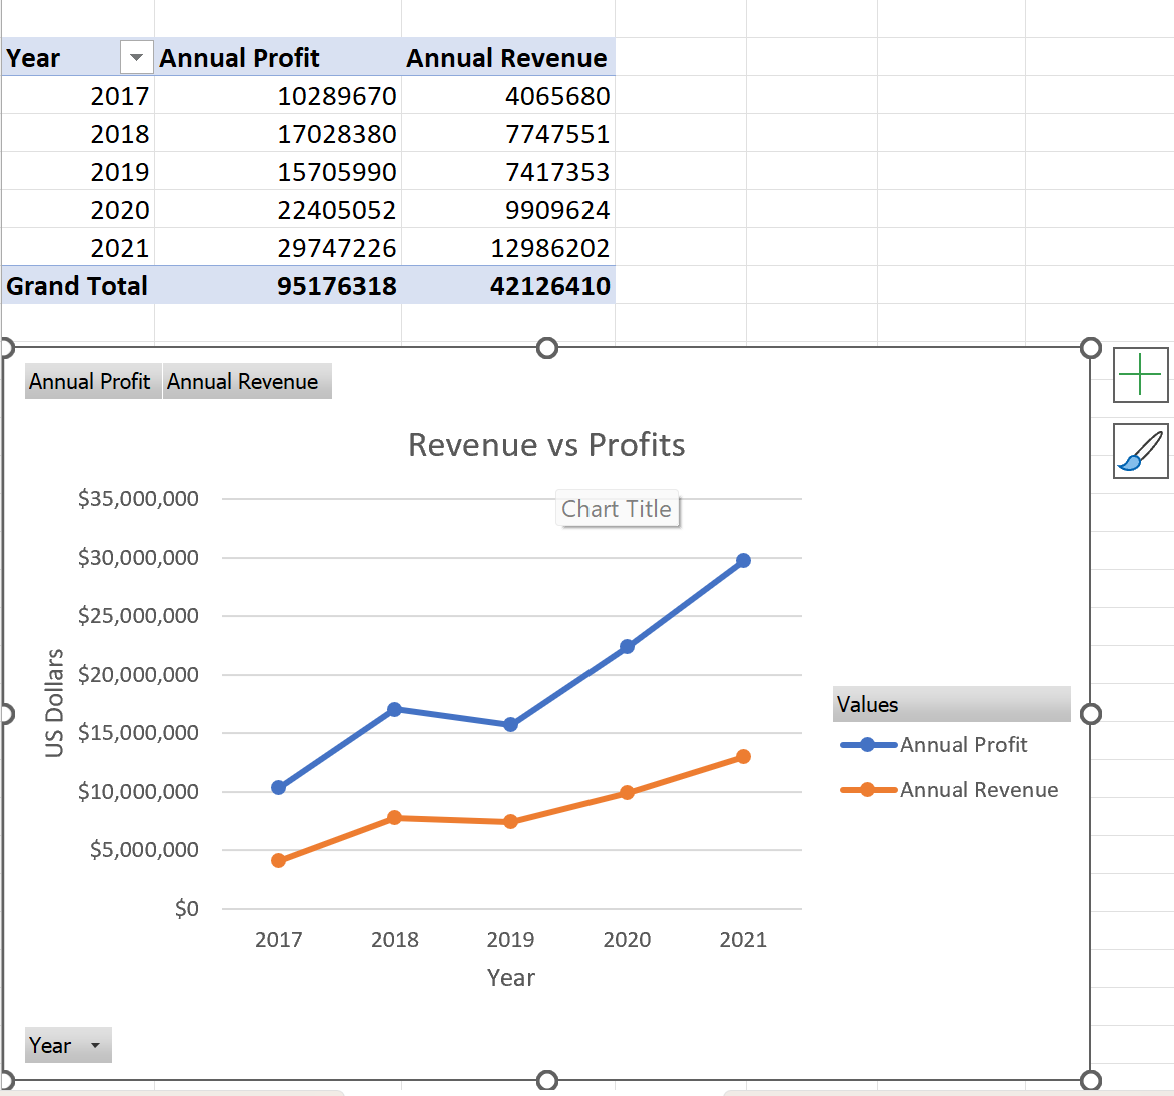 Year Annual Profit Annual Revenue
2017 10289670 4065680
2018 17028380 7747551
2019 15705990 7417353
2020 22405052 9909624
2021 29747226 12986202
Grand Total 95176318 42126410
Annual Profit Annual Revenue
Revenue vs Profits
Chart Title
$35,000,000
$30,000,000
$25,000,000
$20,000,000
$15,000,000
$10,000,000
$5,000,000
$0
US Dollars
2017 2018 2019 2020 2021
Year
Values
Annual Profit
Annual Revenue
Year